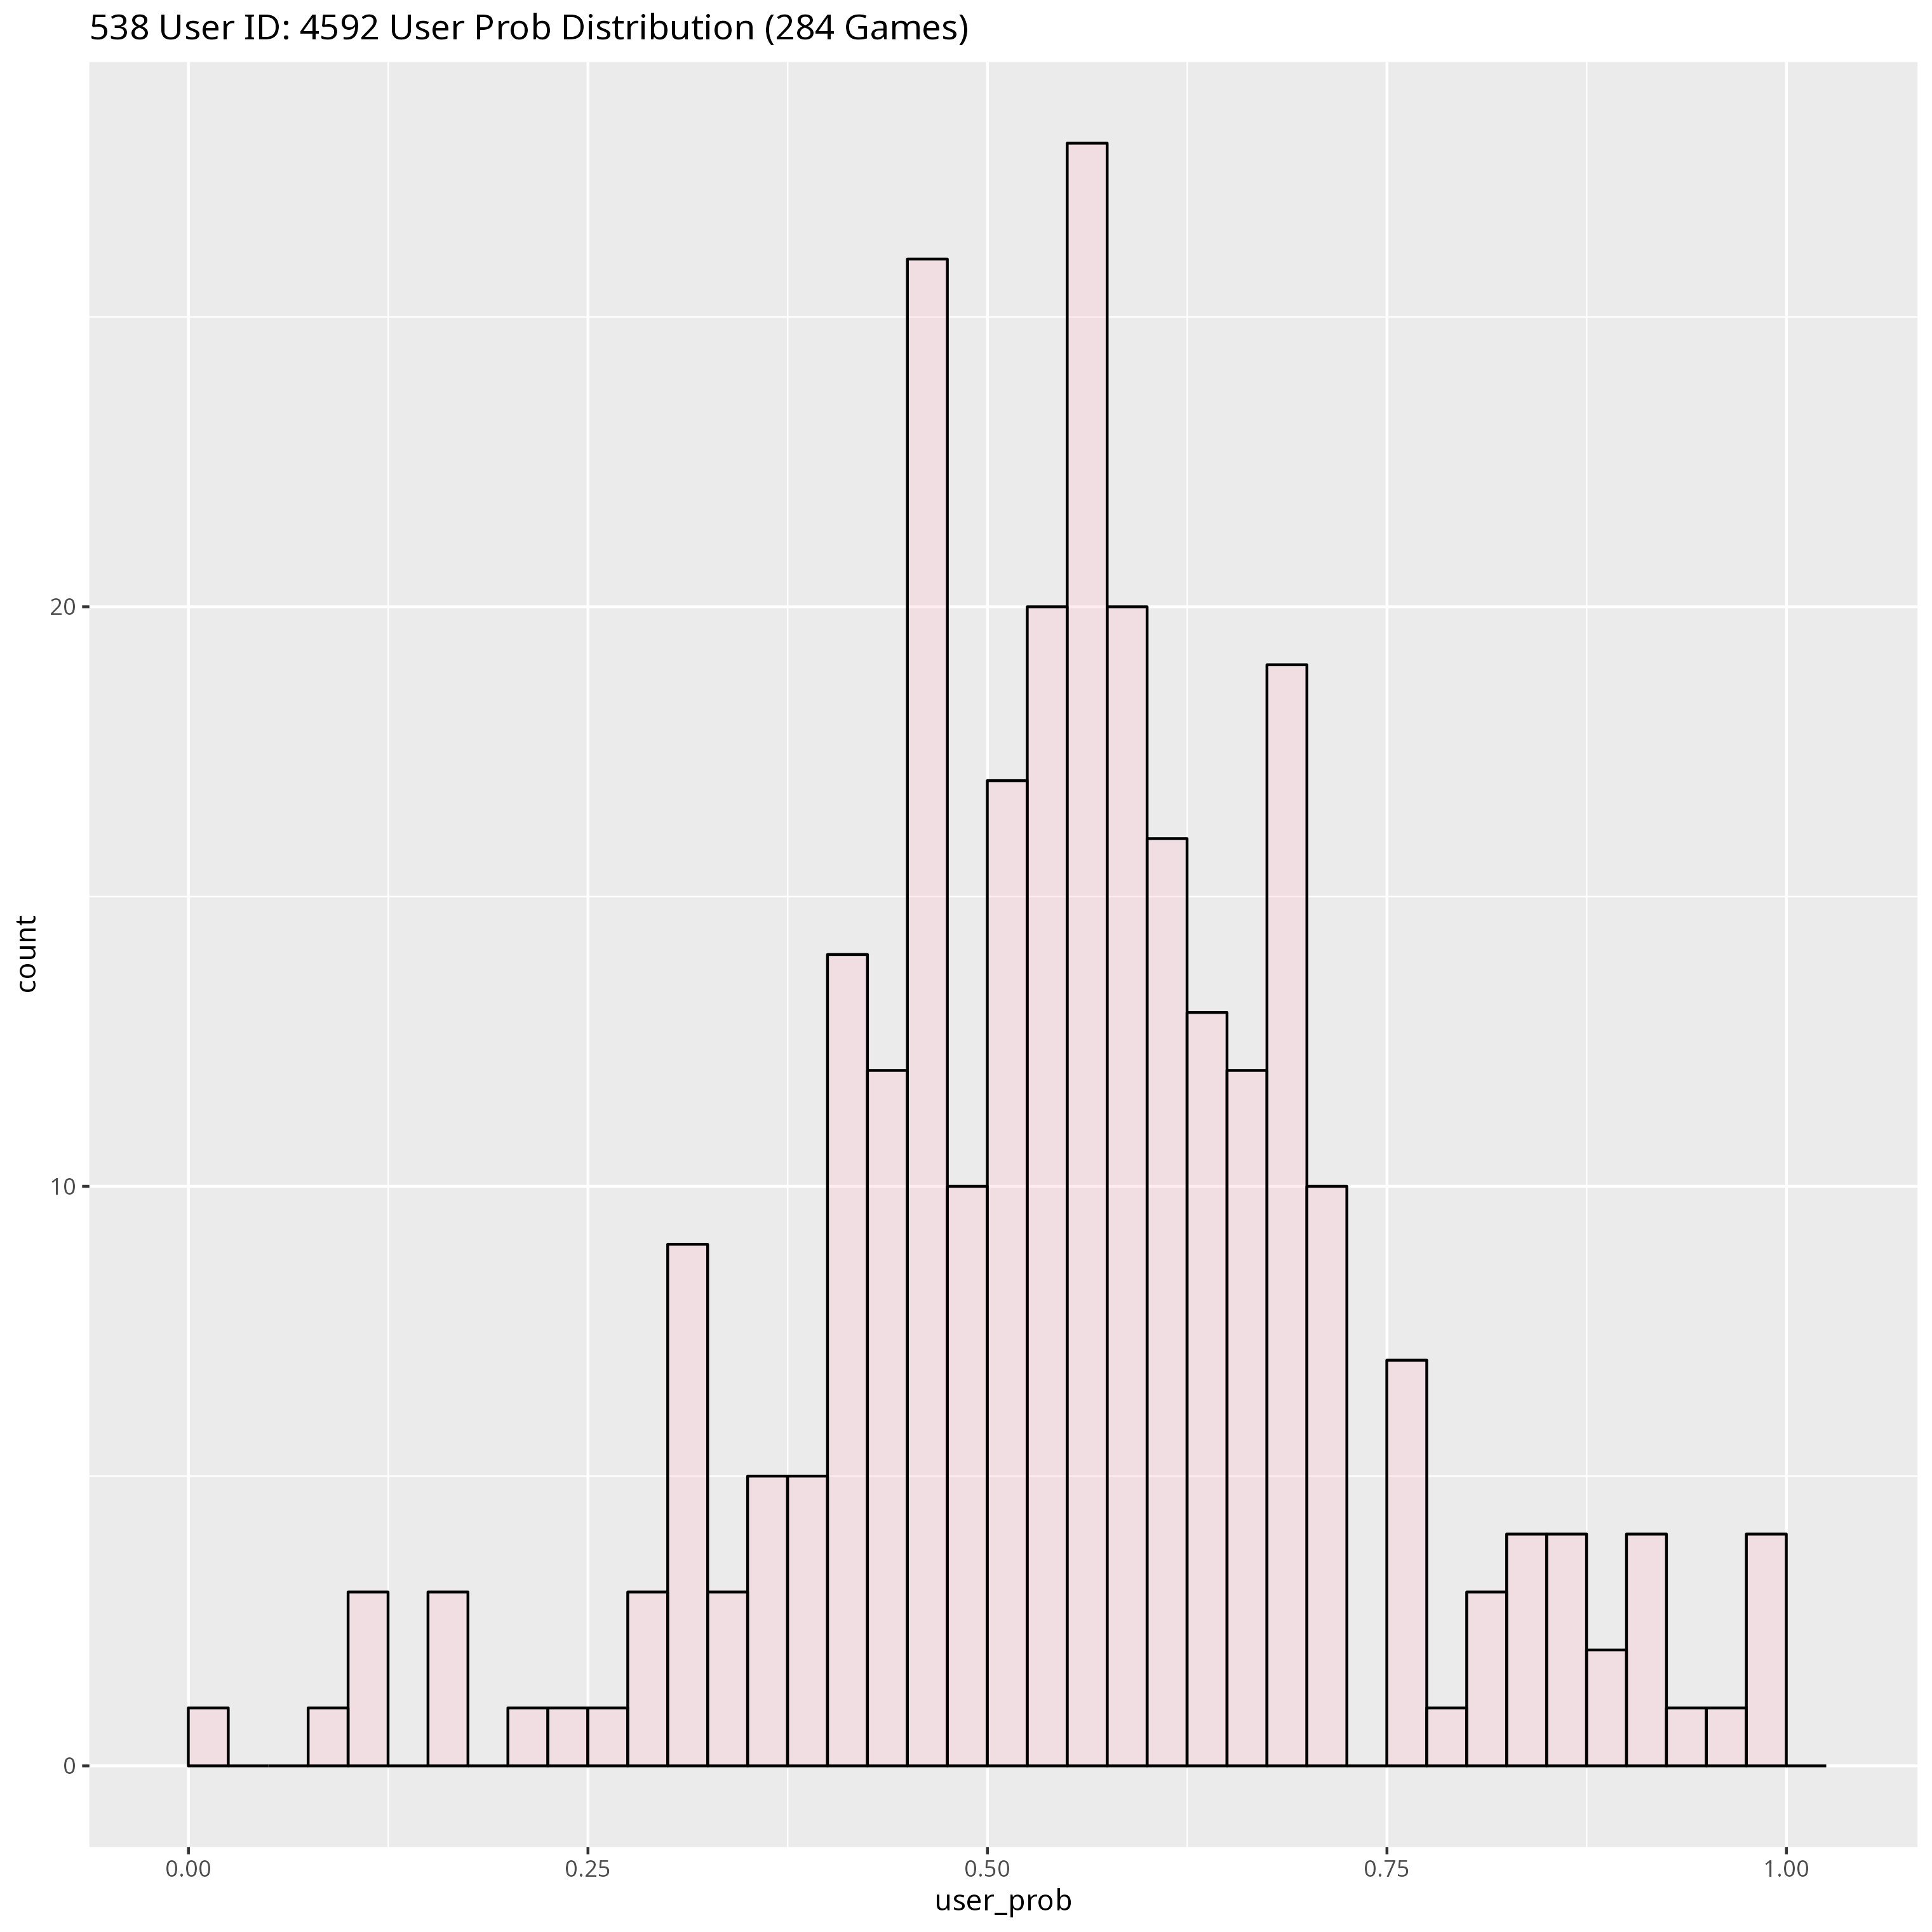 538 User ID: 4592 User Prob Distribution (284 Games)
count
20
10
0
0.00 0.25 0.50 0.75 1.00
user_prob